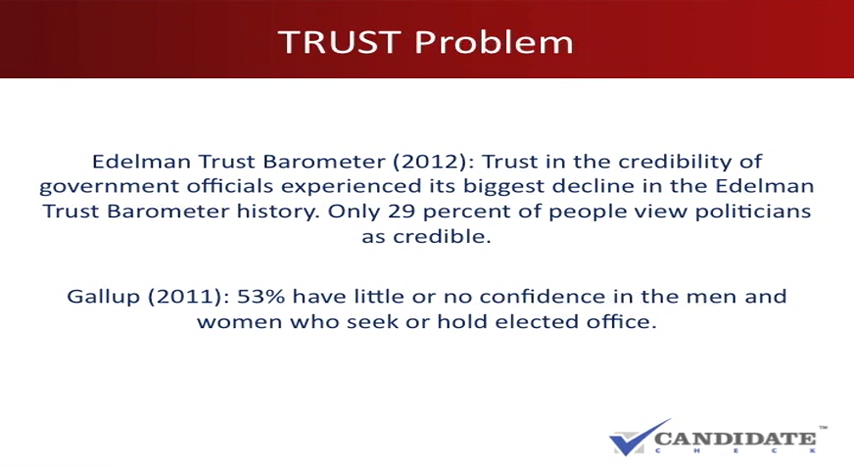 TRUST Problem
Edelman Trust Barometer (2012): Trust in the credibility of
government officials experienced its biggest decline in the Edelman
Trust Barometer history. Only 29 percent of people view politicians
as credible.
Gallup (2011): 53% have little or no confidence in the men and
women who seek or hold elected office.
CANDIDATE™
CHECK